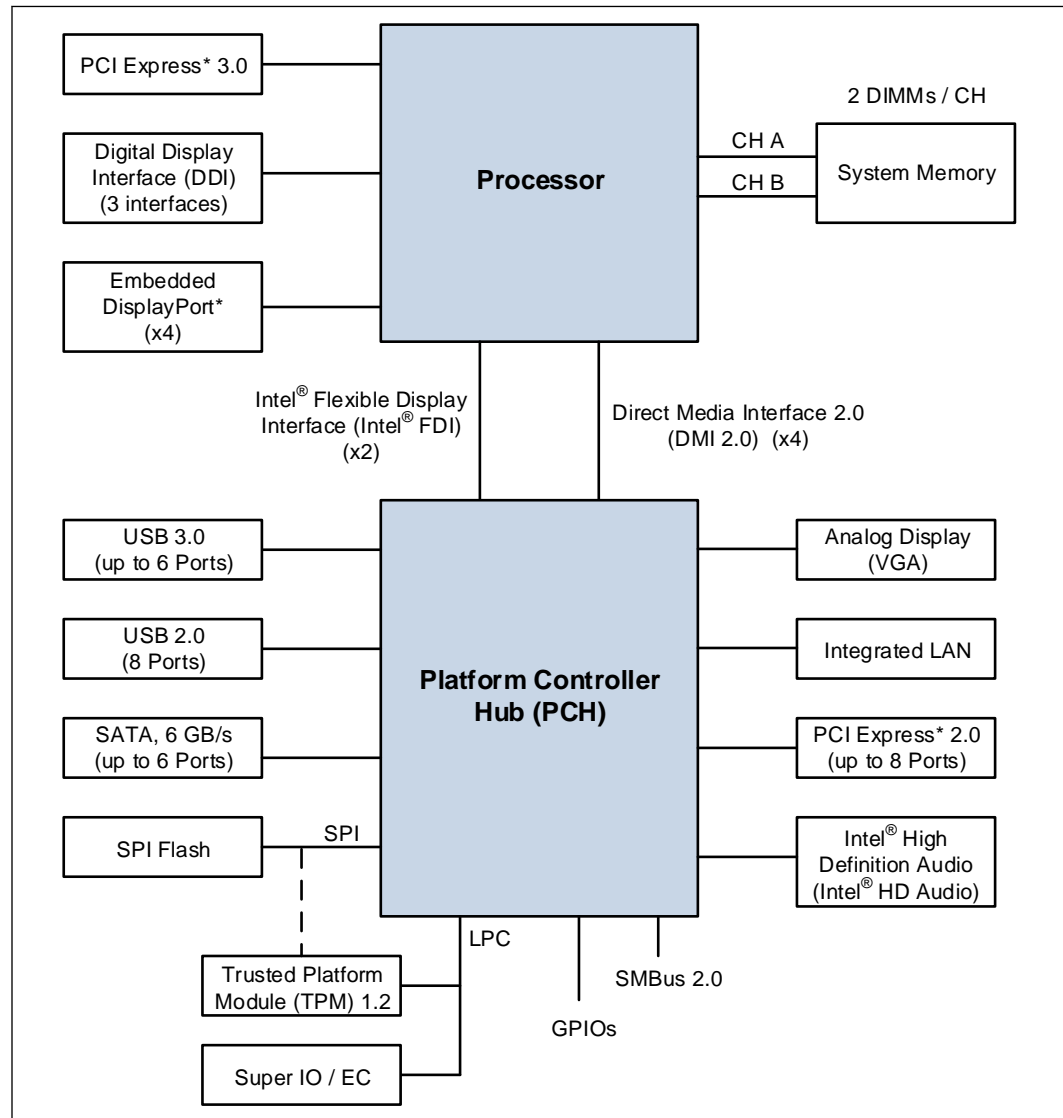 PCI Express* 3.0
Digital Display
Interface (DDI)
(3 interfaces)
Embedded
DisplayPort*
(x4)
Processor
2 DIMMs / CH
CH A
CH B
System Memory
Intel® Flexible Display
Interface (Intel® FDI)
(x2)
Direct Media Interface 2.0
(DMI 2.0) (x4)
USB 3.0
(up to 6 Ports)
USB 2.0
(8 Ports)
SATA, 6 GB/s
(up to 6 Ports)
SPI Flash
SPI
Platform Controller
Hub (PCH)
Analog Display
(VGA)
Integrated LAN
PCI Express* 2.0
(up to 8 Ports)
Intel® High
Definition Audio
(Intel® HD Audio)
LPC
Trusted Platform
Module (TPM) 1.2
Super IO / EC
SMBus 2.0
GPIOs